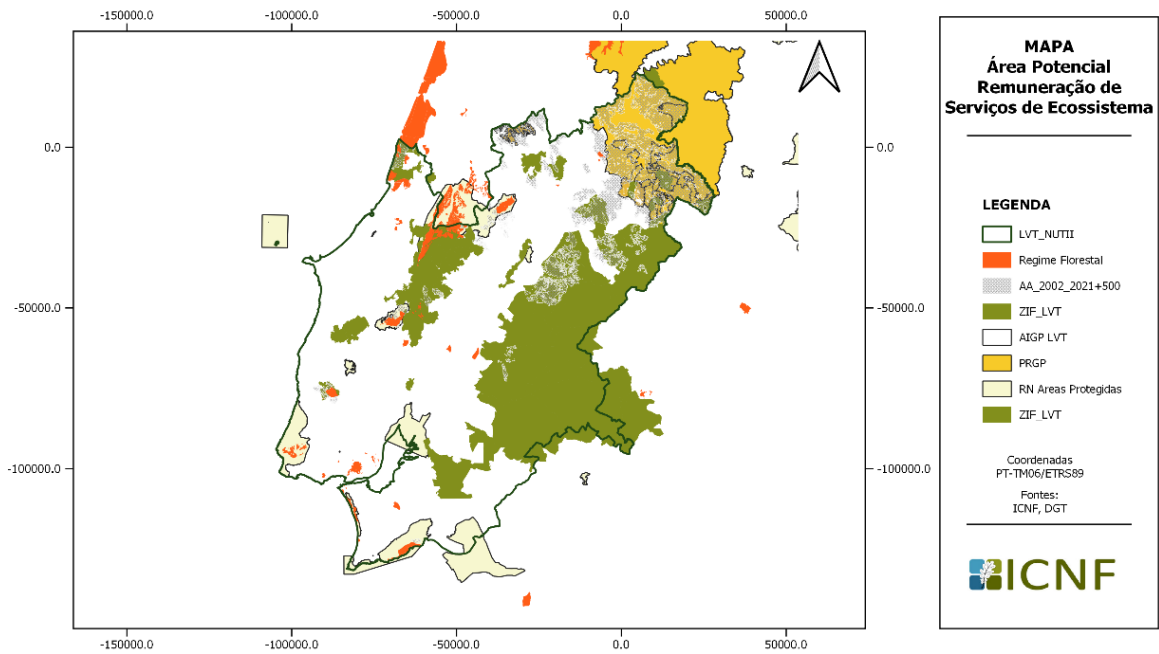 -150000.0
-100000.0
-50000.0
0.0
50000.0
0.0
0.0
-50000.0
-50000.0
-100000.0
-100000.0
-150000.0
-100000.0
-50000.0
0.0
50000.0
MAPA
Área Potencial
Remuneração de
Serviços de Ecossistema
LEGENDA
LVT_NUTII
Regime Florestal
AA_2002_2021+500
ZIF_LVT
AIGP LVT
PRGP
RN Areas Protegidas
ZIF_LVT
Coordenadas
PT-TM06/ETRS89
Fontes:
ICNF, DGT
ICNF